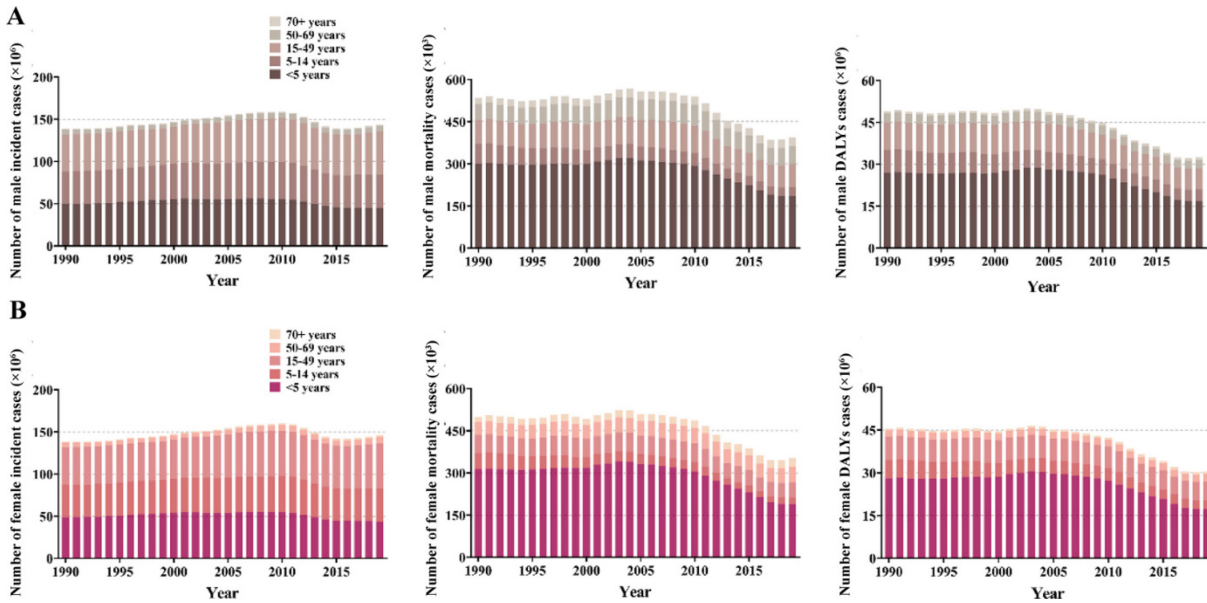 A
70+ years
50-69 years
15-49 years
5-14 years
<5 years
Number of male incident cases (×10⁶)
200
150
100
50
0
1990 1995 2000 2005 2010 2015
Year
Number of male mortality cases (×10³)
600
450
300
150
0
1990 1995 2000 2005 2010 2015
Year
Number of male DALYs cases (×10⁶)
60
45
30
15
0
1990 1995 2000 2005 2010 2015
Year
B
70+ years
50-69 years
15-49 years
5-14 years
<5 years
Number of female incident cases (×10⁶)
200
150
100
50
0
1990 1995 2000 2005 2010 2015
Year
Number of female mortality cases (×10³)
600
450
300
150
0
1990 1995 2000 2005 2010 2015
Year
Number of female DALYs cases (×10⁶)
60
45
30
15
0
1990 1995 2000 2005 2010 2015
Year